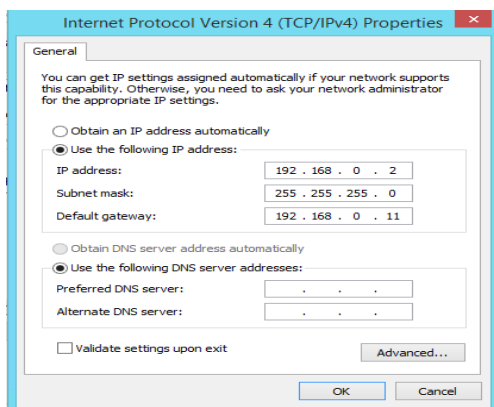 Internet Protocol Version 4 (TCP/IPv4) Properties
General
You can get IP settings assigned automatically if your network supports
this capability. Otherwise, you need to ask your network administrator
for the appropriate IP settings.
Obtain an IP address automatically
Use the following IP address:
IP address: 192 . 168 . 0 . 2
Subnet mask: 255 . 255 . 255 . 0
Default gateway: 192 . 168 . 0 . 11
Obtain DNS server address automatically
Use the following DNS server addresses:
Preferred DNS server: . . .
Alternate DNS server: . . .
Validate settings upon exit
Advanced...
OK Cancel